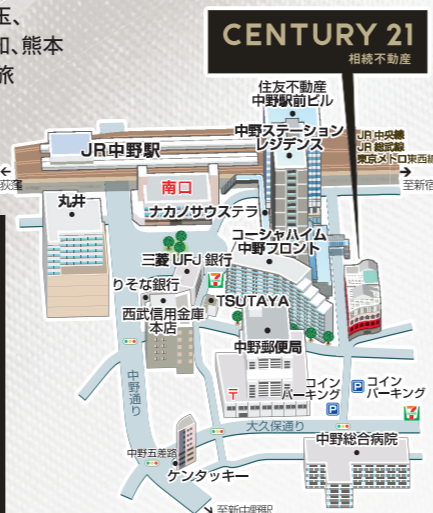 玉、
知、熊本
旅
CENTURY 21
相続不動産
住友不動産
中野駅前ビル
中野ステーション
レジデンス
JR中野駅
JR 中央線
JR 総武線
東京メトロ東西線
荻窪
至新宿
南口
丸井
ナカノサウステラ
コーシャハイム
中野フロント
三菱 UFJ 銀行
りそな銀行
TSUTAYA
西武信用金庫
本店
中野郵便局
〒
中野通り
コイン
パーキング
P
P
コイン
パーキング
大久保通り
中野五差路
中野総合病院
ケンタッキー
至新中野駅